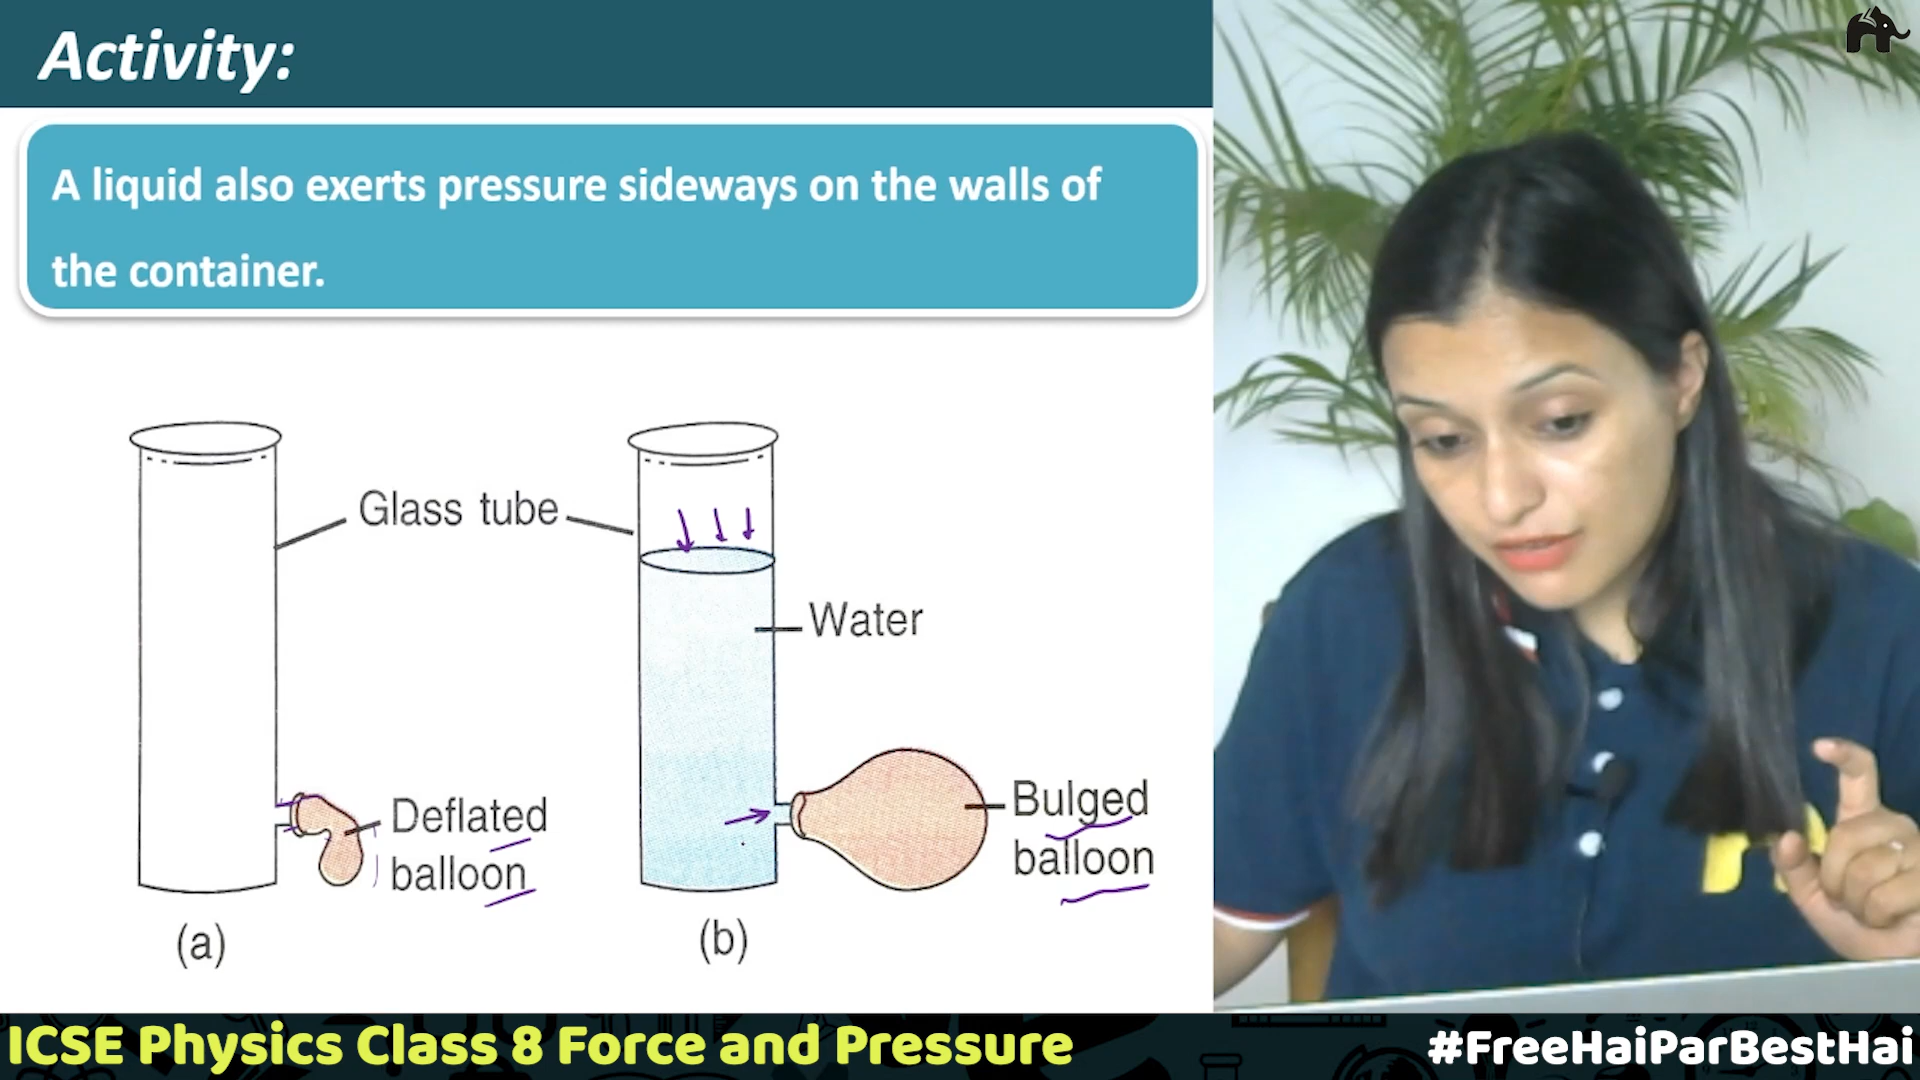 Activity:
A liquid also exerts pressure sideways on the walls of
the container.
Glass tube
Water
Deflated
balloon
Bulged
balloon
(a)
(b)
ICSE Physics Class 8 Force and Pressure
#FreeHaiParBestHai